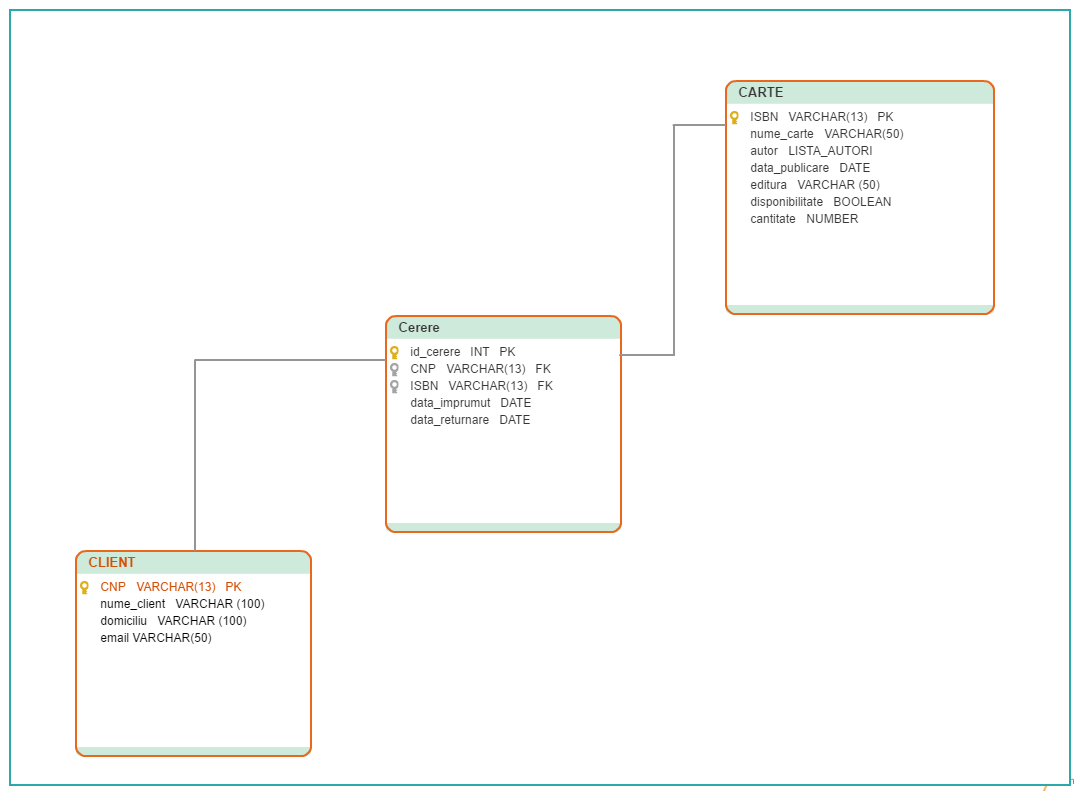 CARTE
ISBN VARCHAR(13) PK
nume_carte VARCHAR(50)
autor LISTA_AUTORI
data_publicare DATE
editura VARCHAR (50)
disponibilitate BOOLEAN
cantitate NUMBER
Cerere
id_cerere INT PK
CNP VARCHAR(13) FK
ISBN VARCHAR(13) FK
data_imprumut DATE
data_returnare DATE
CLIENT
CNP VARCHAR(13) PK
nume_client VARCHAR (100)
domiciliu VARCHAR (100)
email VARCHAR(50)